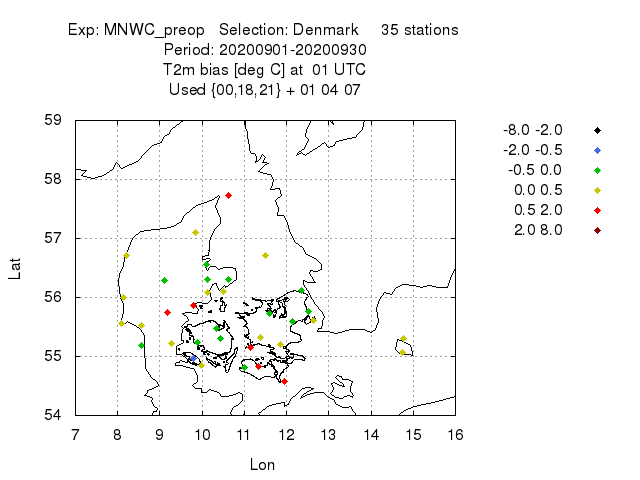 Exp: MNWC_preop Selection: Denmark 35 stations
Period: 20200901-20200930
T2m bias [deg C] at 01 UTC
Used {00,18,21} + 01 04 07
-8.0 -2.0
-2.0 -0.5
-0.5 0.0
0.0 0.5
0.5 2.0
2.0 8.0
59
58
57
56
55
54
Lat
7 8 9 10 11 12 13 14 15 16
Lon